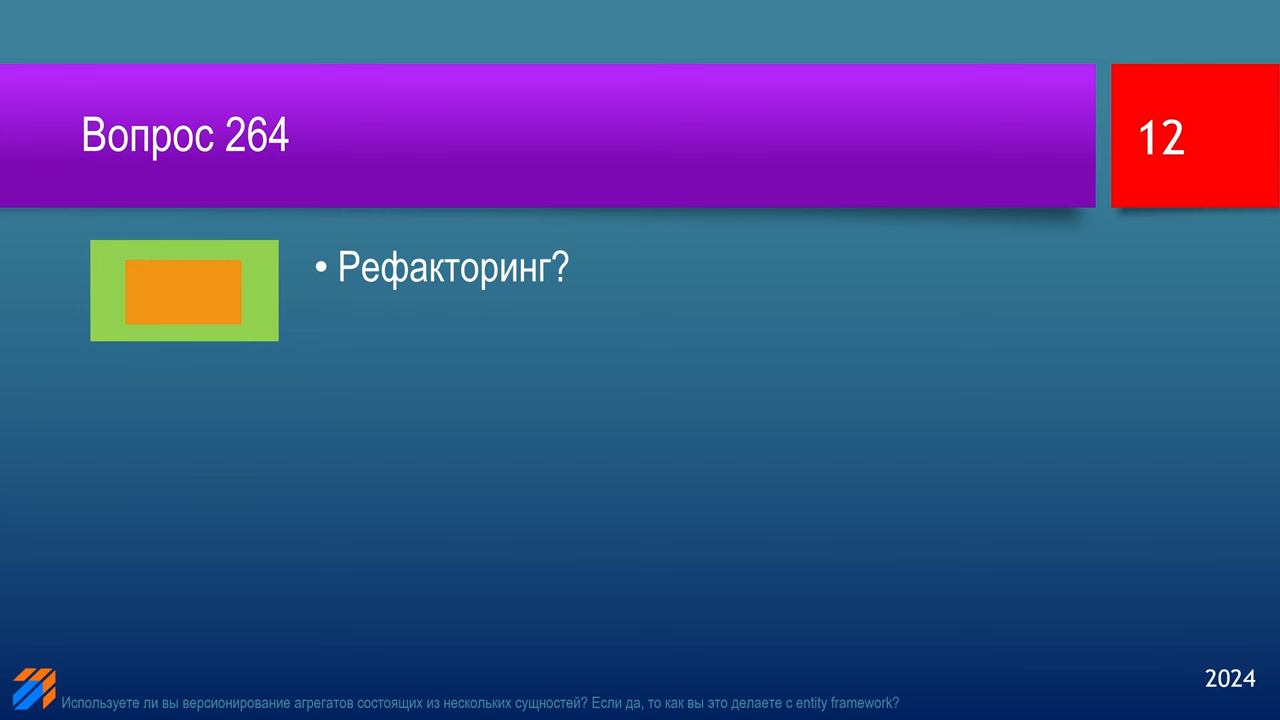 Вопрос 264
12
• Рефакторинг?
2024
Используете ли вы версионирование агрегатов состоящих из нескольких сущностей? Если да, то как вы это делаете с entity framework?